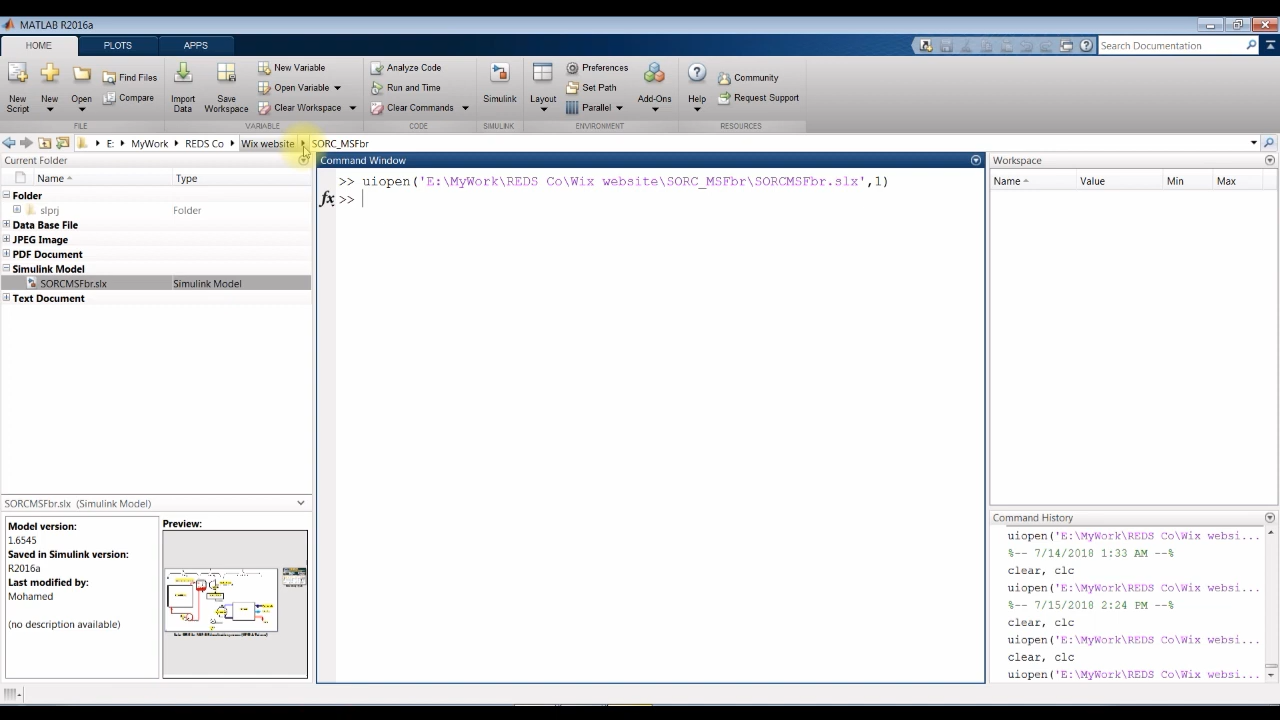 MATLAB R2016a
HOME PLOTS APPS
Search Documentation
New Script
New
Open
Find Files
Compare
Import Data
Save Workspace
New Variable
Open Variable
Clear Workspace
Analyze Code
Run and Time
Clear Commands
Simulink
Layout
Preferences
Set Path
Parallel
Add-Ons
Help
Community
Request Support
FILE VARIABLE CODE SIMULINK ENVIRONMENT RESOURCES
E: MyWork REDS Co Wix website SORC_MSFbr
Current Folder
Name Type
Folder
slprj Folder
Data Base File
JPEG Image
PDF Document
Simulink Model
SORCMSFbr.slx Simulink Model
Text Document
SORCMSFbr.slx (Simulink Model)
Model version:
1.6545
Saved in Simulink version:
R2016a
Last modified by:
Mohamed
(no description available)
Preview:
Command Window
>> uiopen('E:\MyWork\REDS Co\Wix website\SORC_MSFbr\SORCMSFbr.slx',1)
fx >>
Workspace
Name Value Min Max
Command History
uiopen('E:\MyWork\REDS Co\Wix websi...
%-- 7/14/2018 1:33 AM --%
clear, clc
uiopen('E:\MyWork\REDS Co\Wix websi...
%-- 7/15/2018 2:24 PM --%
clear, clc
uiopen('E:\MyWork\REDS Co\Wix websi...
clear, clc
uiopen('E:\MyWork\REDS Co\Wix websi...